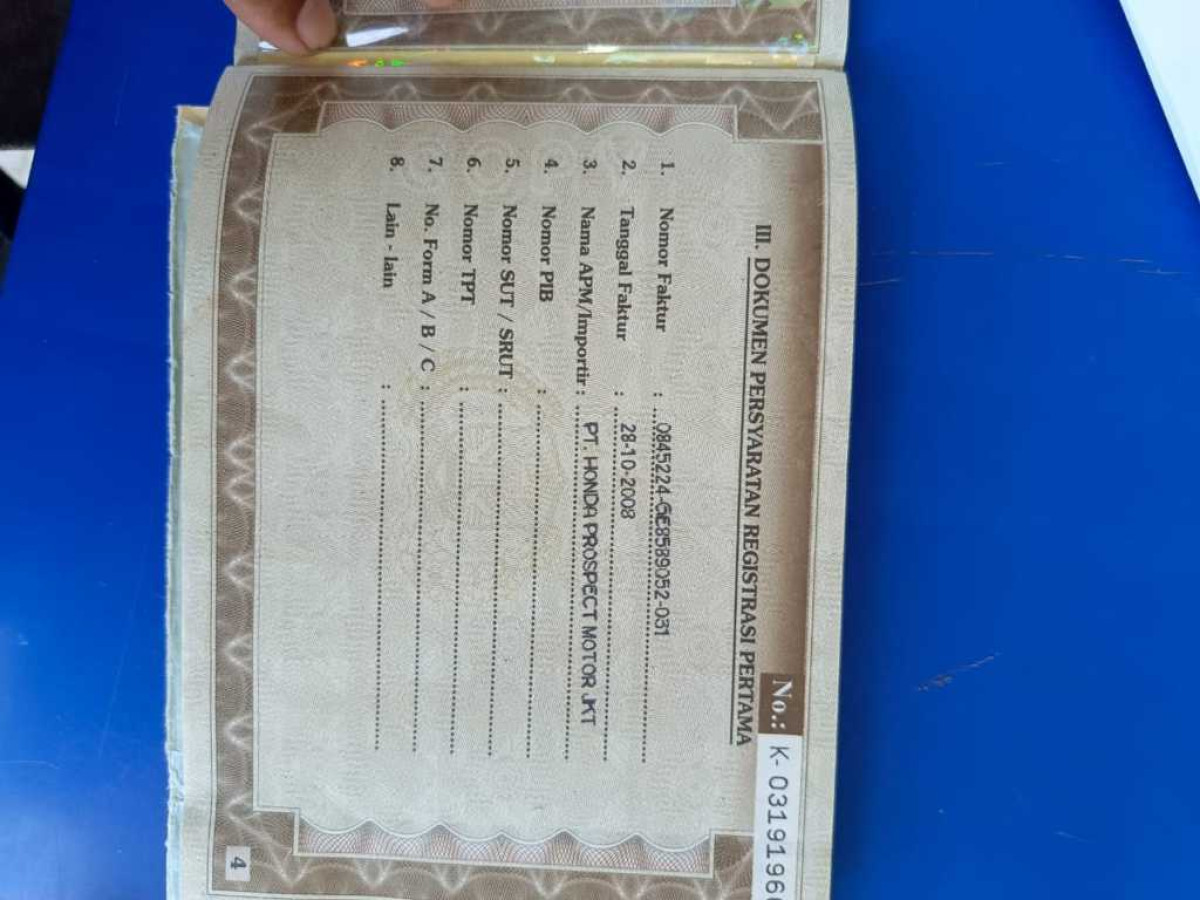 No.: K-0319196
III. DOKUMEN PERSYARATAN REGISTRASI PERTAMA
1. Nomor Faktur : 0845224-GE8589052-031
2. Tanggal Faktur : 28-10-2008
3. Nama APM/Importir : PT. HONDA PROSPECT MOTOR JKT
4. Nomor PIB :
5. Nomor SUT / SRUT :
6. Nomor TPT :
7. No. Form A / B / C :
8. Lain - lain :
4